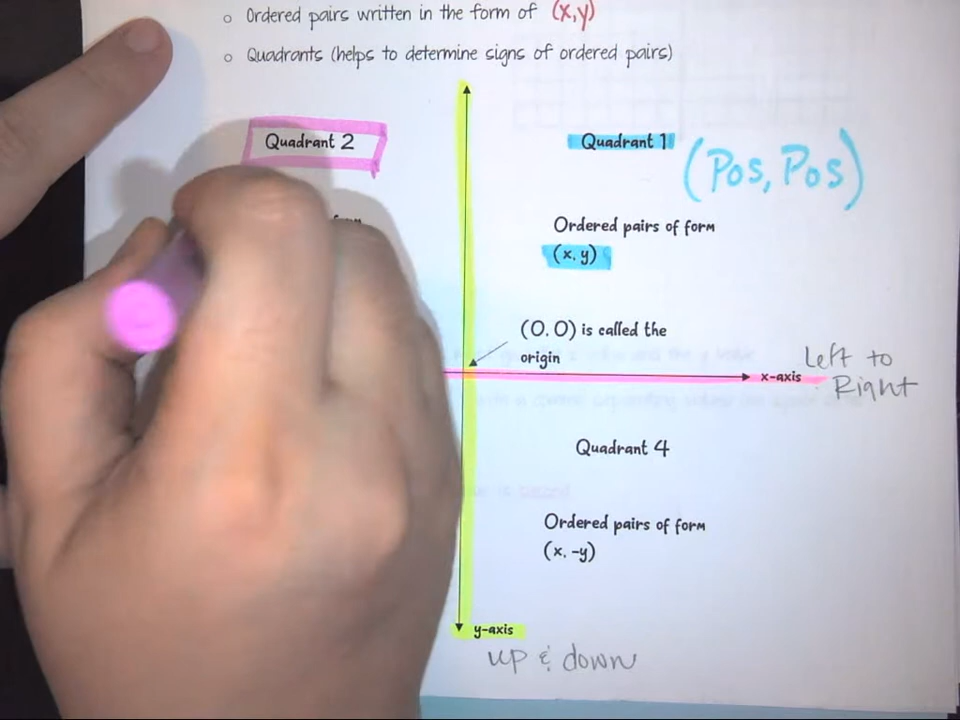 Ordered pairs written in the form of (x,y)
Quadrants (helps to determine signs of ordered pairs)
Quadrant 2
Quadrant 1 (Pos, Pos)
Ordered pairs of form
(x, y)
(0, 0) is called the
origin
x-axis
Left to
Right
Quadrant 4
Ordered pairs of form
(x, -y)
y-axis
up & down